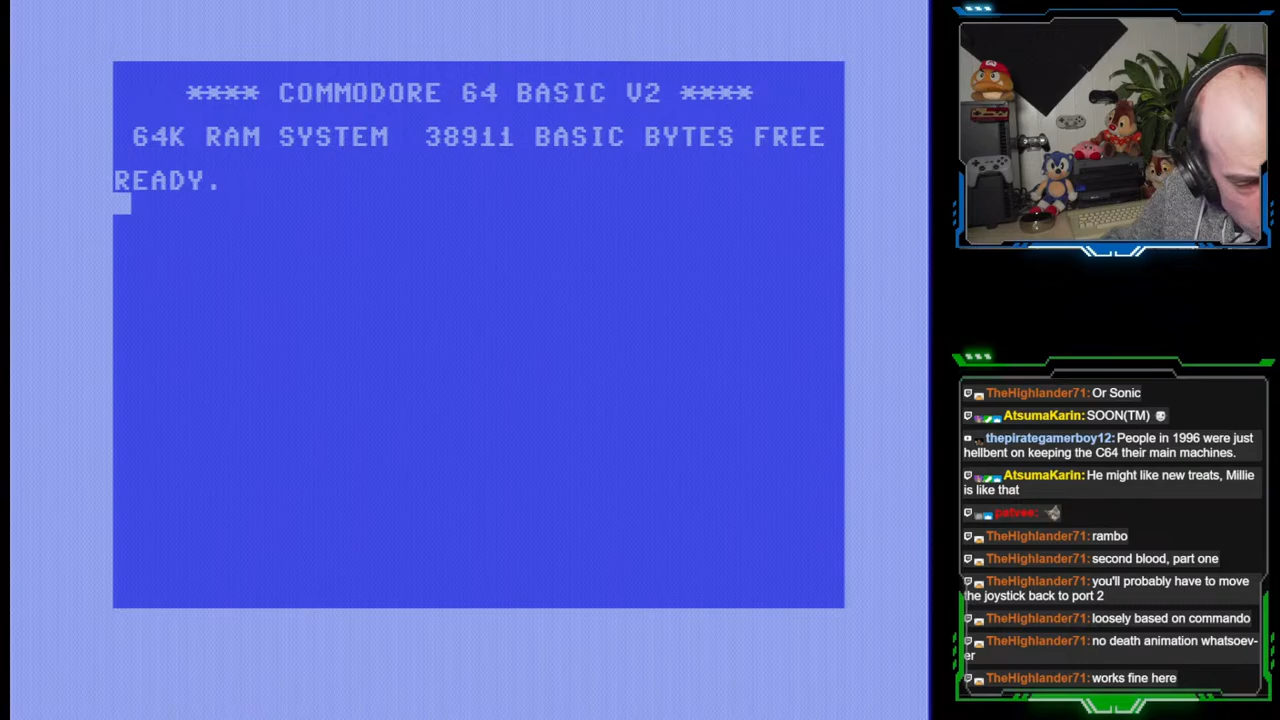 **** COMMODORE 64 BASIC V2 ****
64K RAM SYSTEM  38911 BASIC BYTES FREE
READY.
TheHighlander71: Or Sonic
AtsumaKarin: SOON(TM)
thepirategamerboy12: People in 1996 were just
hellbent on keeping the C64 their main machines.
AtsumaKarin: He might like new treats, Millie
is like that
petvee:
TheHighlander71: rambo
TheHighlander71: second blood, part one
TheHighlander71: you'll probably have to move
the joystick back to port 2
TheHighlander71: loosely based on commando
TheHighlander71: no death animation whatsoev-
er
TheHighlander71: works fine here